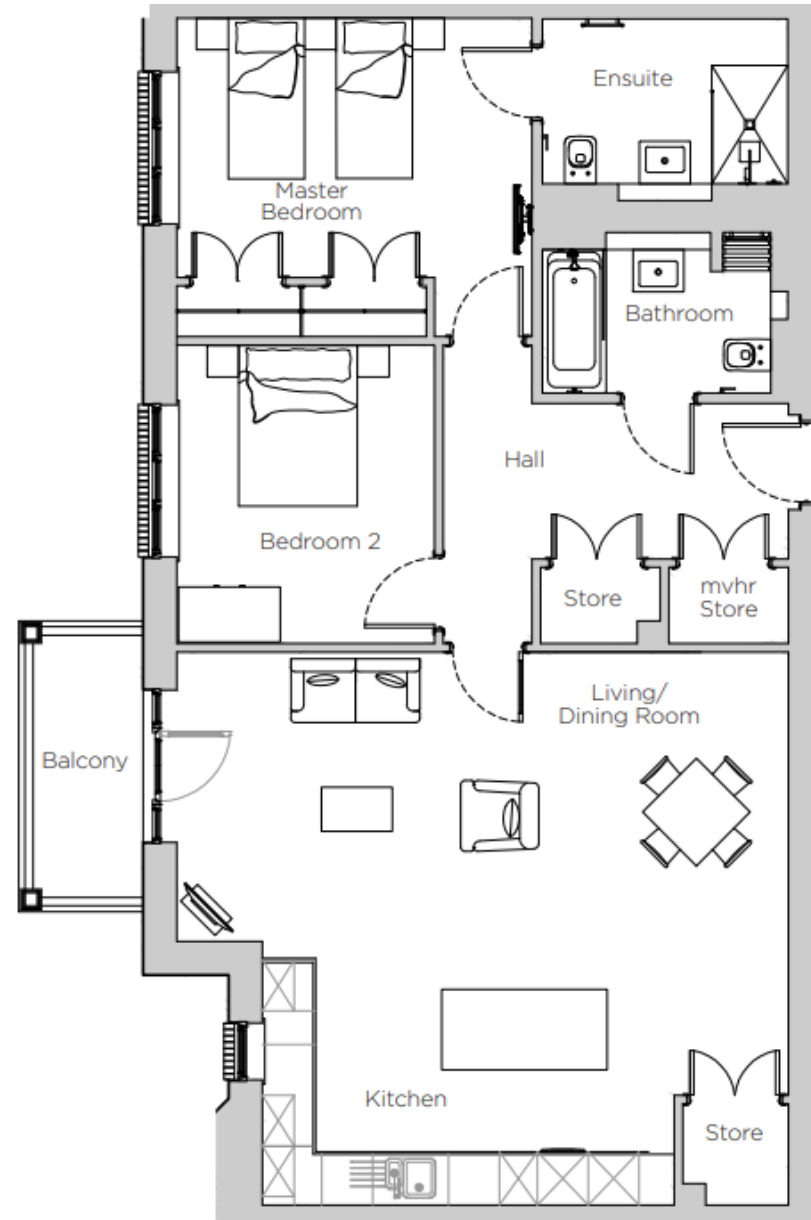 Ensuite
Master
Bedroom
Bathroom
Hall
Bedroom 2
Store
mvhr
Store
Living/
Dining Room
Balcony
Kitchen
Store